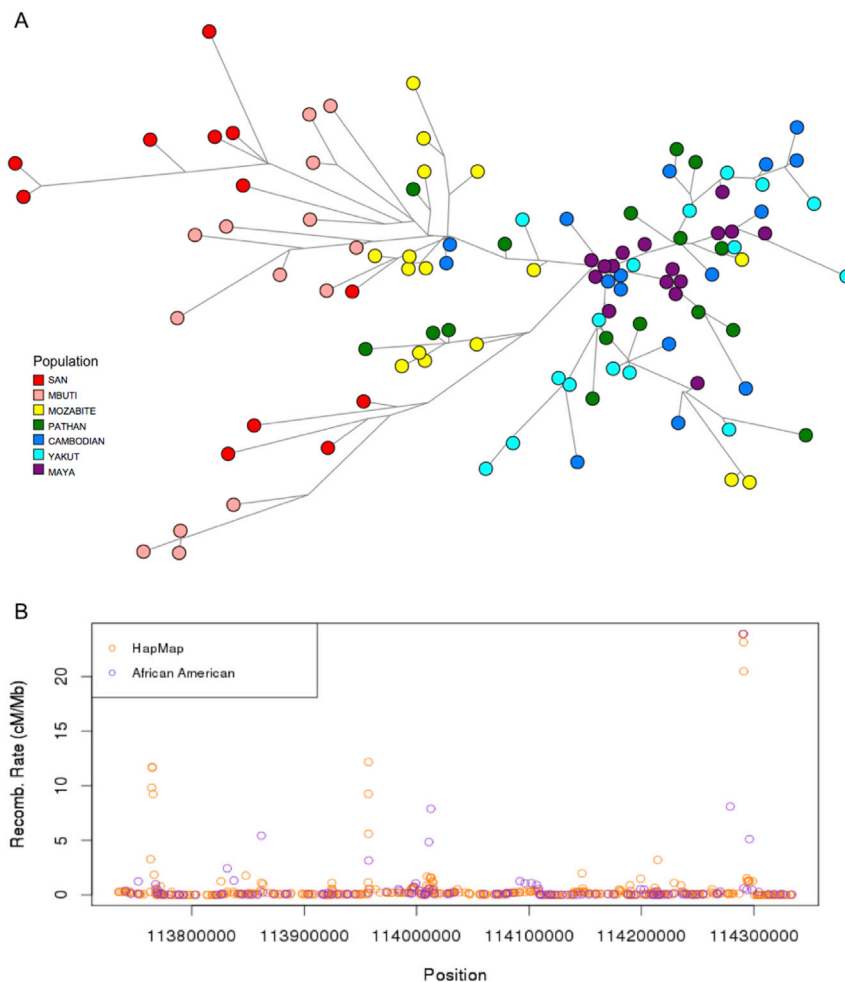 A
Population
SAN
MBUTI
MOZABITE
PATHAN
CAMBODIAN
YAKUT
MAYA
B
HapMap
African American
Recomb. Rate (cM/Mb)
20
15
10
5
0
113800000 113900000 114000000 114100000 114200000 114300000
Position